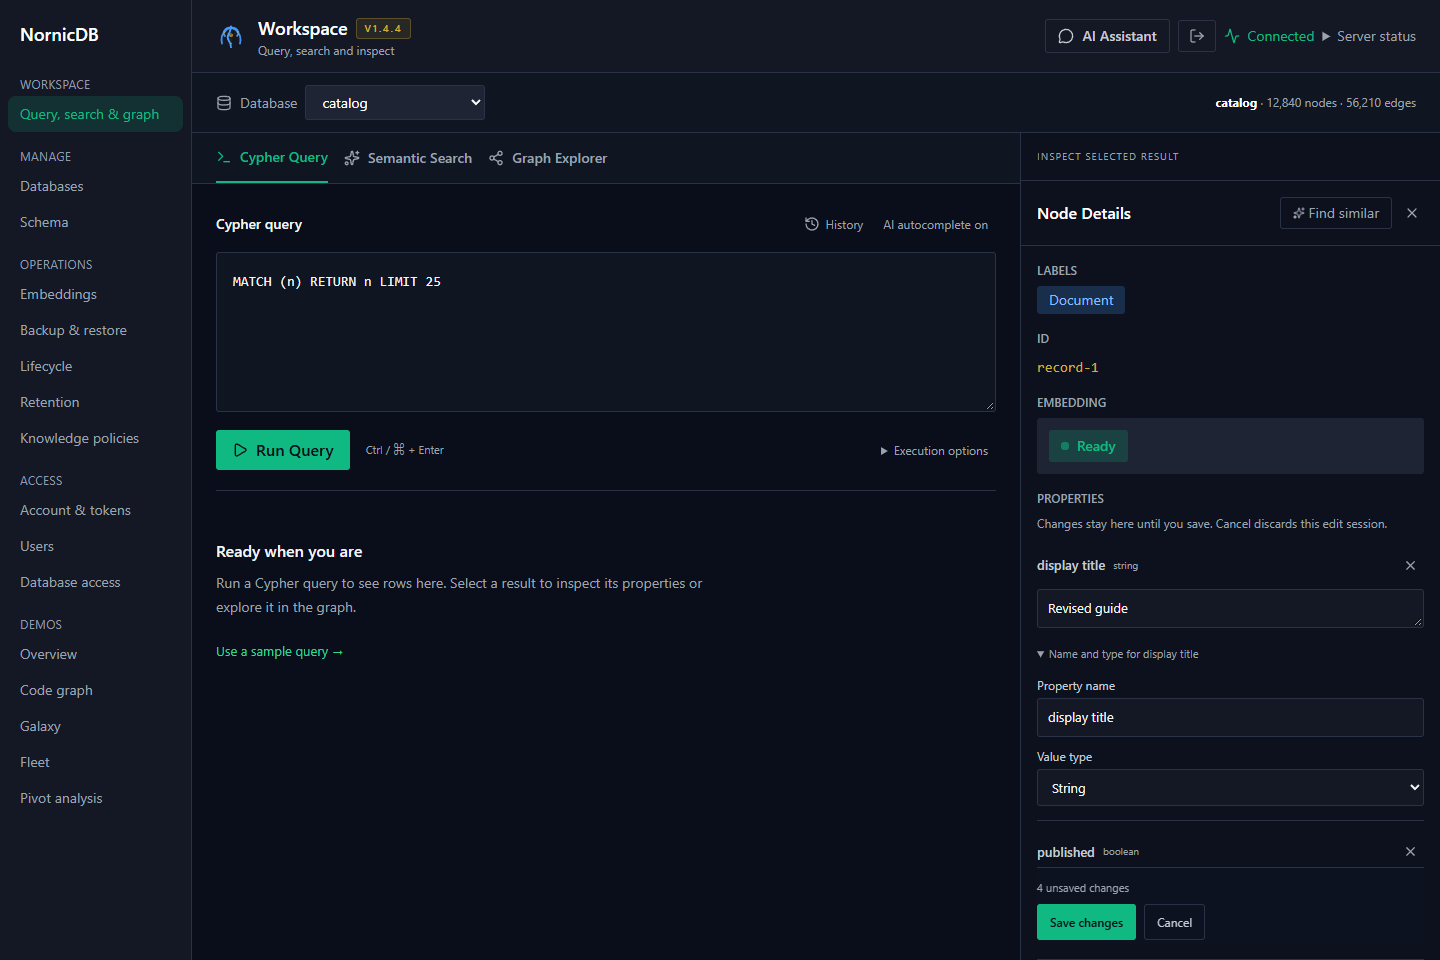 NornicDB
WORKSPACE
Query, search & graph
MANAGE
Databases
Schema
OPERATIONS
Embeddings
Backup & restore
Lifecycle
Retention
Knowledge policies
ACCESS
Account & tokens
Users
Database access
DEMOS
Overview
Code graph
Galaxy
Fleet
Pivot analysis
Workspace V1.4.4
Query, search and inspect
AI Assistant
Connected
Server status
Database catalog
catalog · 12,840 nodes · 56,210 edges
Cypher Query
Semantic Search
Graph Explorer
Cypher query
History
AI autocomplete on
MATCH (n) RETURN n LIMIT 25
Run Query
Ctrl / ⌘ + Enter
Execution options
Ready when you are
Run a Cypher query to see rows here. Select a result to inspect its properties or
explore it in the graph.
Use a sample query →
INSPECT SELECTED RESULT
Node Details
Find similar
LABELS
Document
ID
record-1
EMBEDDING
Ready
PROPERTIES
Changes stay here until you save. Cancel discards this edit session.
display title string
Revised guide
Name and type for display title
Property name
display title
Value type
String
published boolean
4 unsaved changes
Save changes
Cancel